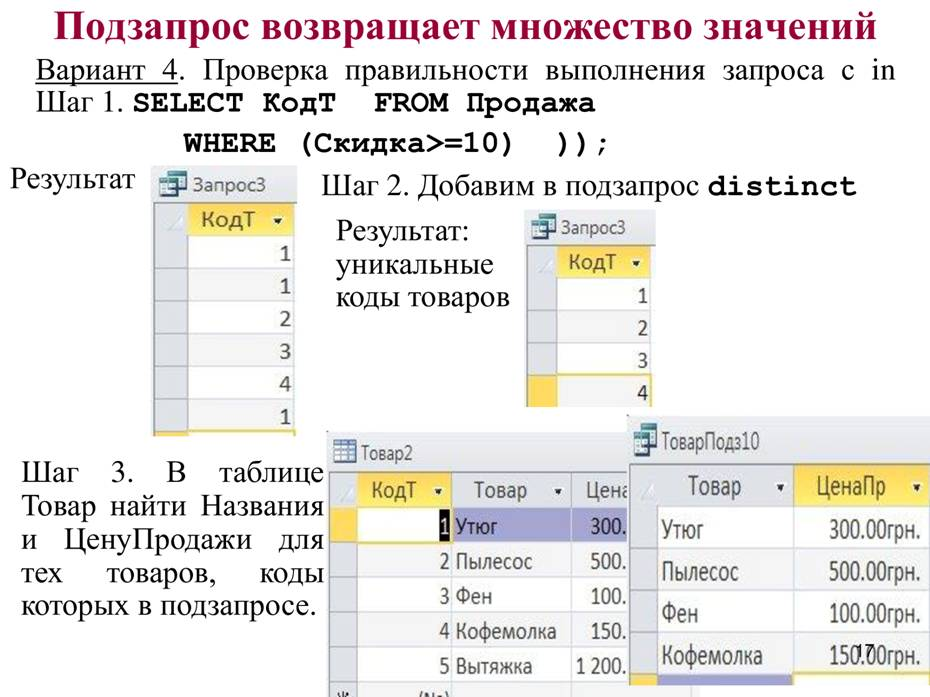 Подзапрос возвращает множество значений
Вариант 4. Проверка правильности выполнения запроса с in
Шаг 1. SELECT КодТ FROM Продажа
WHERE (Скидка>=10) ));
Результат
Запрос3
КодТ
1
1
2
3
4
1
Шаг 2. Добавим в подзапрос distinct
Результат:
уникальные
коды товаров
Запрос3
КодТ
1
2
3
4
Шаг 3. В таблице
Товар найти Названия
и ЦенуПродажи для
тех товаров, коды
которых в подзапросе.
Товар2
КодТ Товар Цена
1 Утюг 300.
2 Пылесос 500.
3 Фен 100.
4 Кофемолка 150.
5 Вытяжка 1 200.
ТоварПодз10
Товар ЦенаПр
Утюг 300.00грн.
Пылесос 500.00грн.
Фен 100.00грн.
Кофемолка 150.00грн.
17